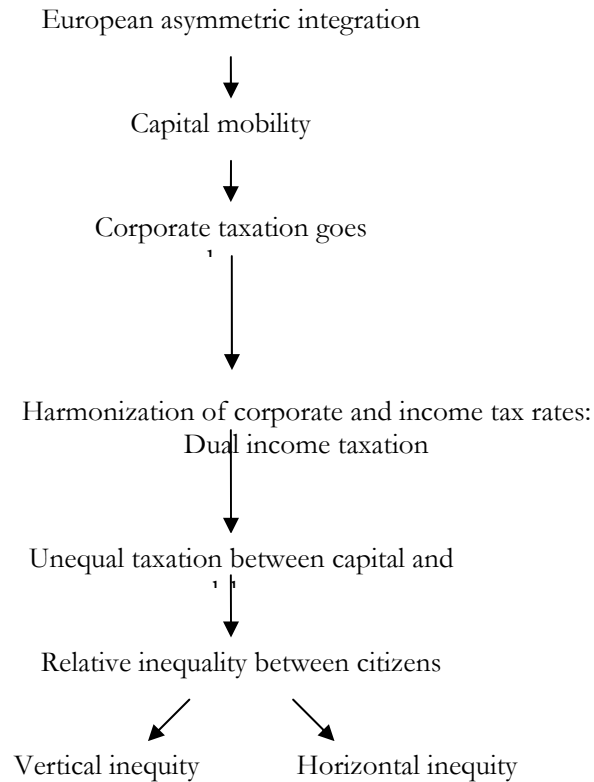 European asymmetric integration
Capital mobility
Corporate taxation goes
Harmonization of corporate and income tax rates:
Dual income taxation
Unequal taxation between capital and
Relative inequality between citizens
Vertical inequity
Horizontal inequity